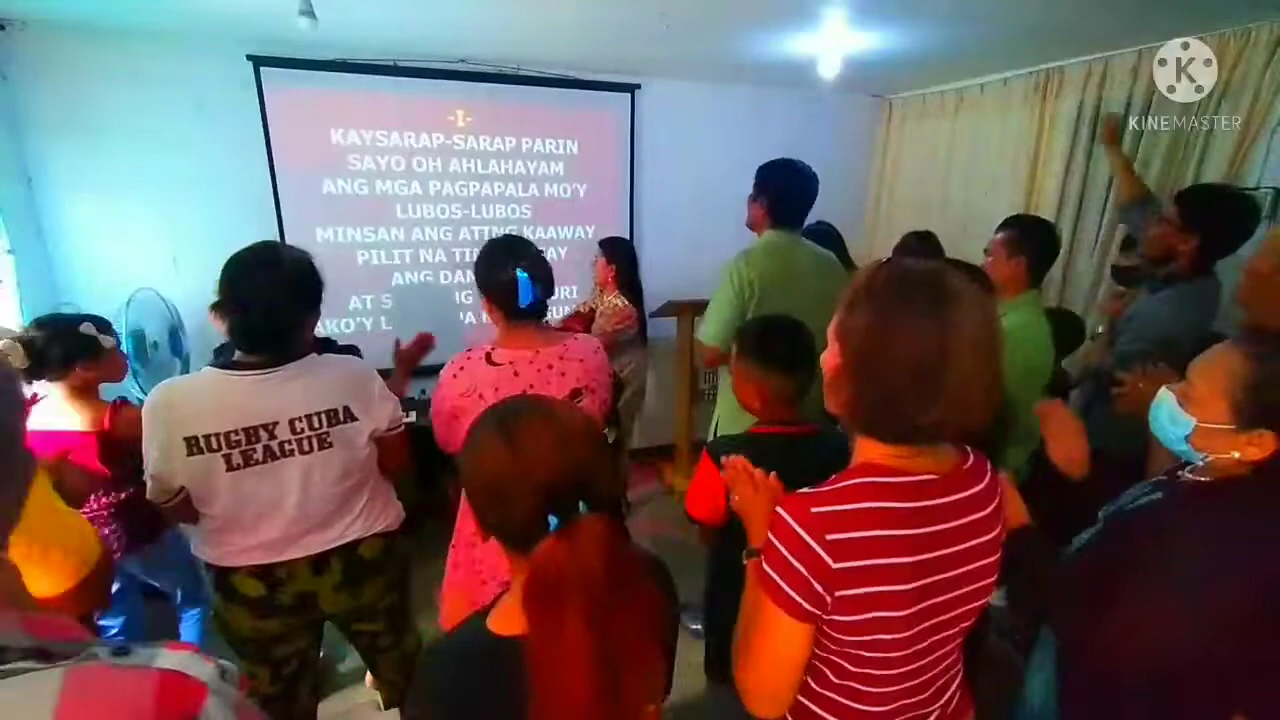 -I-
KAYSARAP-SARAP PARIN
SAYO OH AHLAHAYAM
ANG MGA PAGPAPALA MO'Y
LUBOS-LUBOS
MINSAN ANG ATING KAAWAY
PILIT NA
ANG
AT
AKO'Y
K
KINEMASTER
RUGBY CUBA
LEAGUE